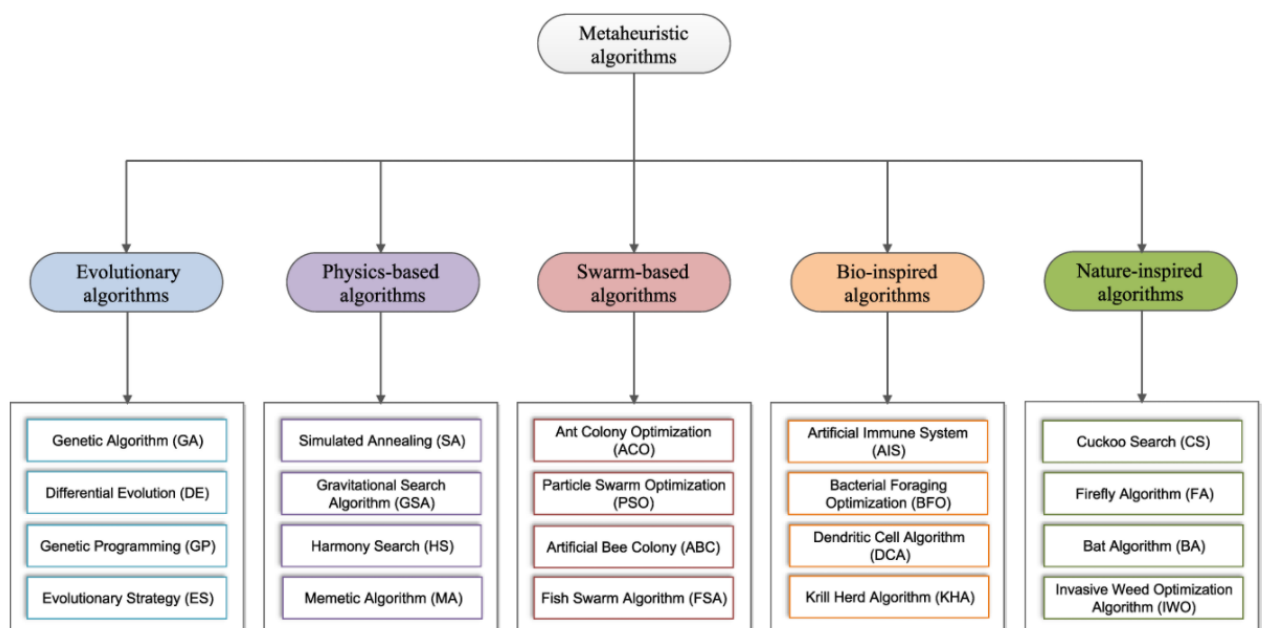 Metaheuristic
algorithms
Evolutionary
algorithms
Physics-based
algorithms
Swarm-based
algorithms
Bio-inspired
algorithms
Nature-inspired
algorithms
Genetic Algorithm (GA)
Differential Evolution (DE)
Genetic Programming (GP)
Evolutionary Strategy (ES)
Simulated Annealing (SA)
Gravitational Search
Algorithm (GSA)
Harmony Search (HS)
Memetic Algorithm (MA)
Ant Colony Optimization
(ACO)
Particle Swarm Optimization
(PSO)
Artificial Bee Colony (ABC)
Fish Swarm Algorithm (FSA)
Artificial Immune System
(AIS)
Bacterial Foraging
Optimization (BFO)
Dendritic Cell Algorithm
(DCA)
Krill Herd Algorithm (KHA)
Cuckoo Search (CS)
Firefly Algorithm (FA)
Bat Algorithm (BA)
Invasive Weed Optimization
Algorithm (IWO)